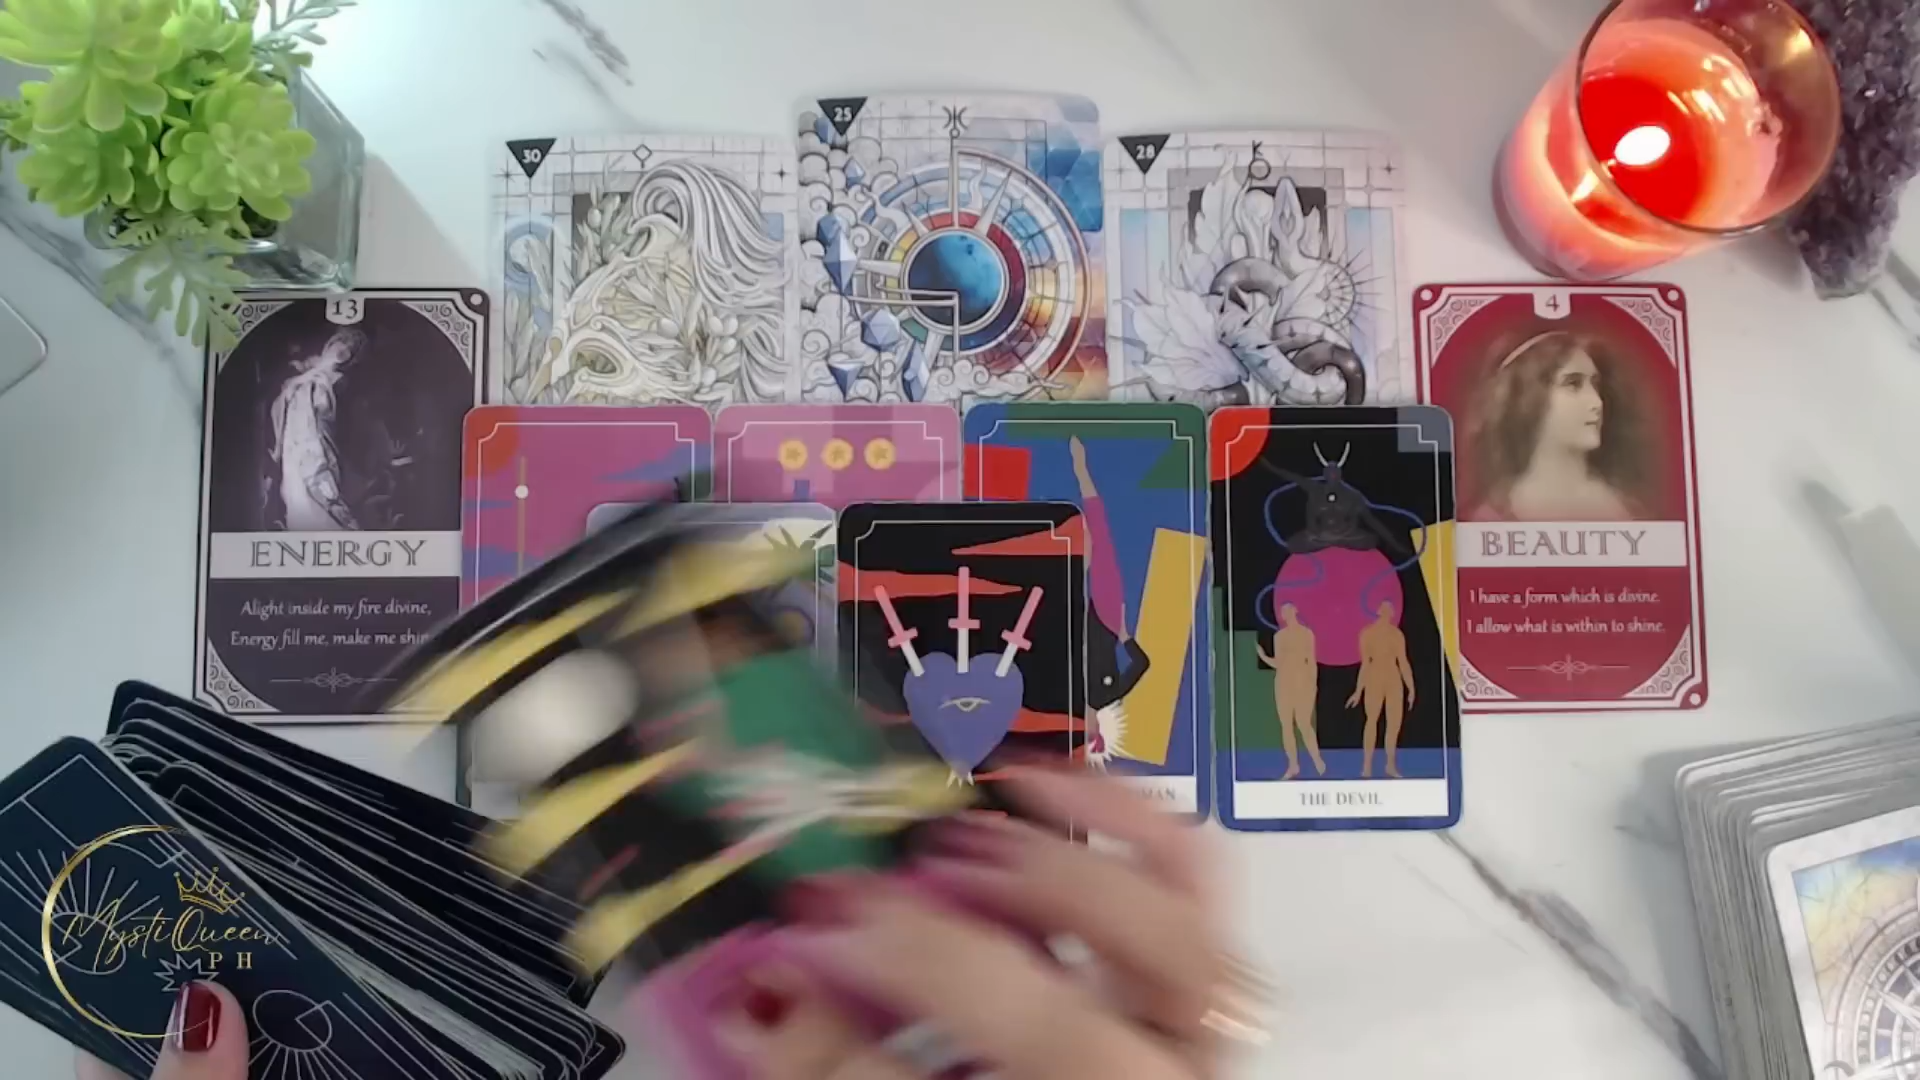 30
25
28
13
4
ENERGY
BEAUTY
Alight inside my fire divine,
Energy fill me, make me
I have a form which is divine.
I allow what is within to shine.
THE DEVIL
MystiQueen
PH